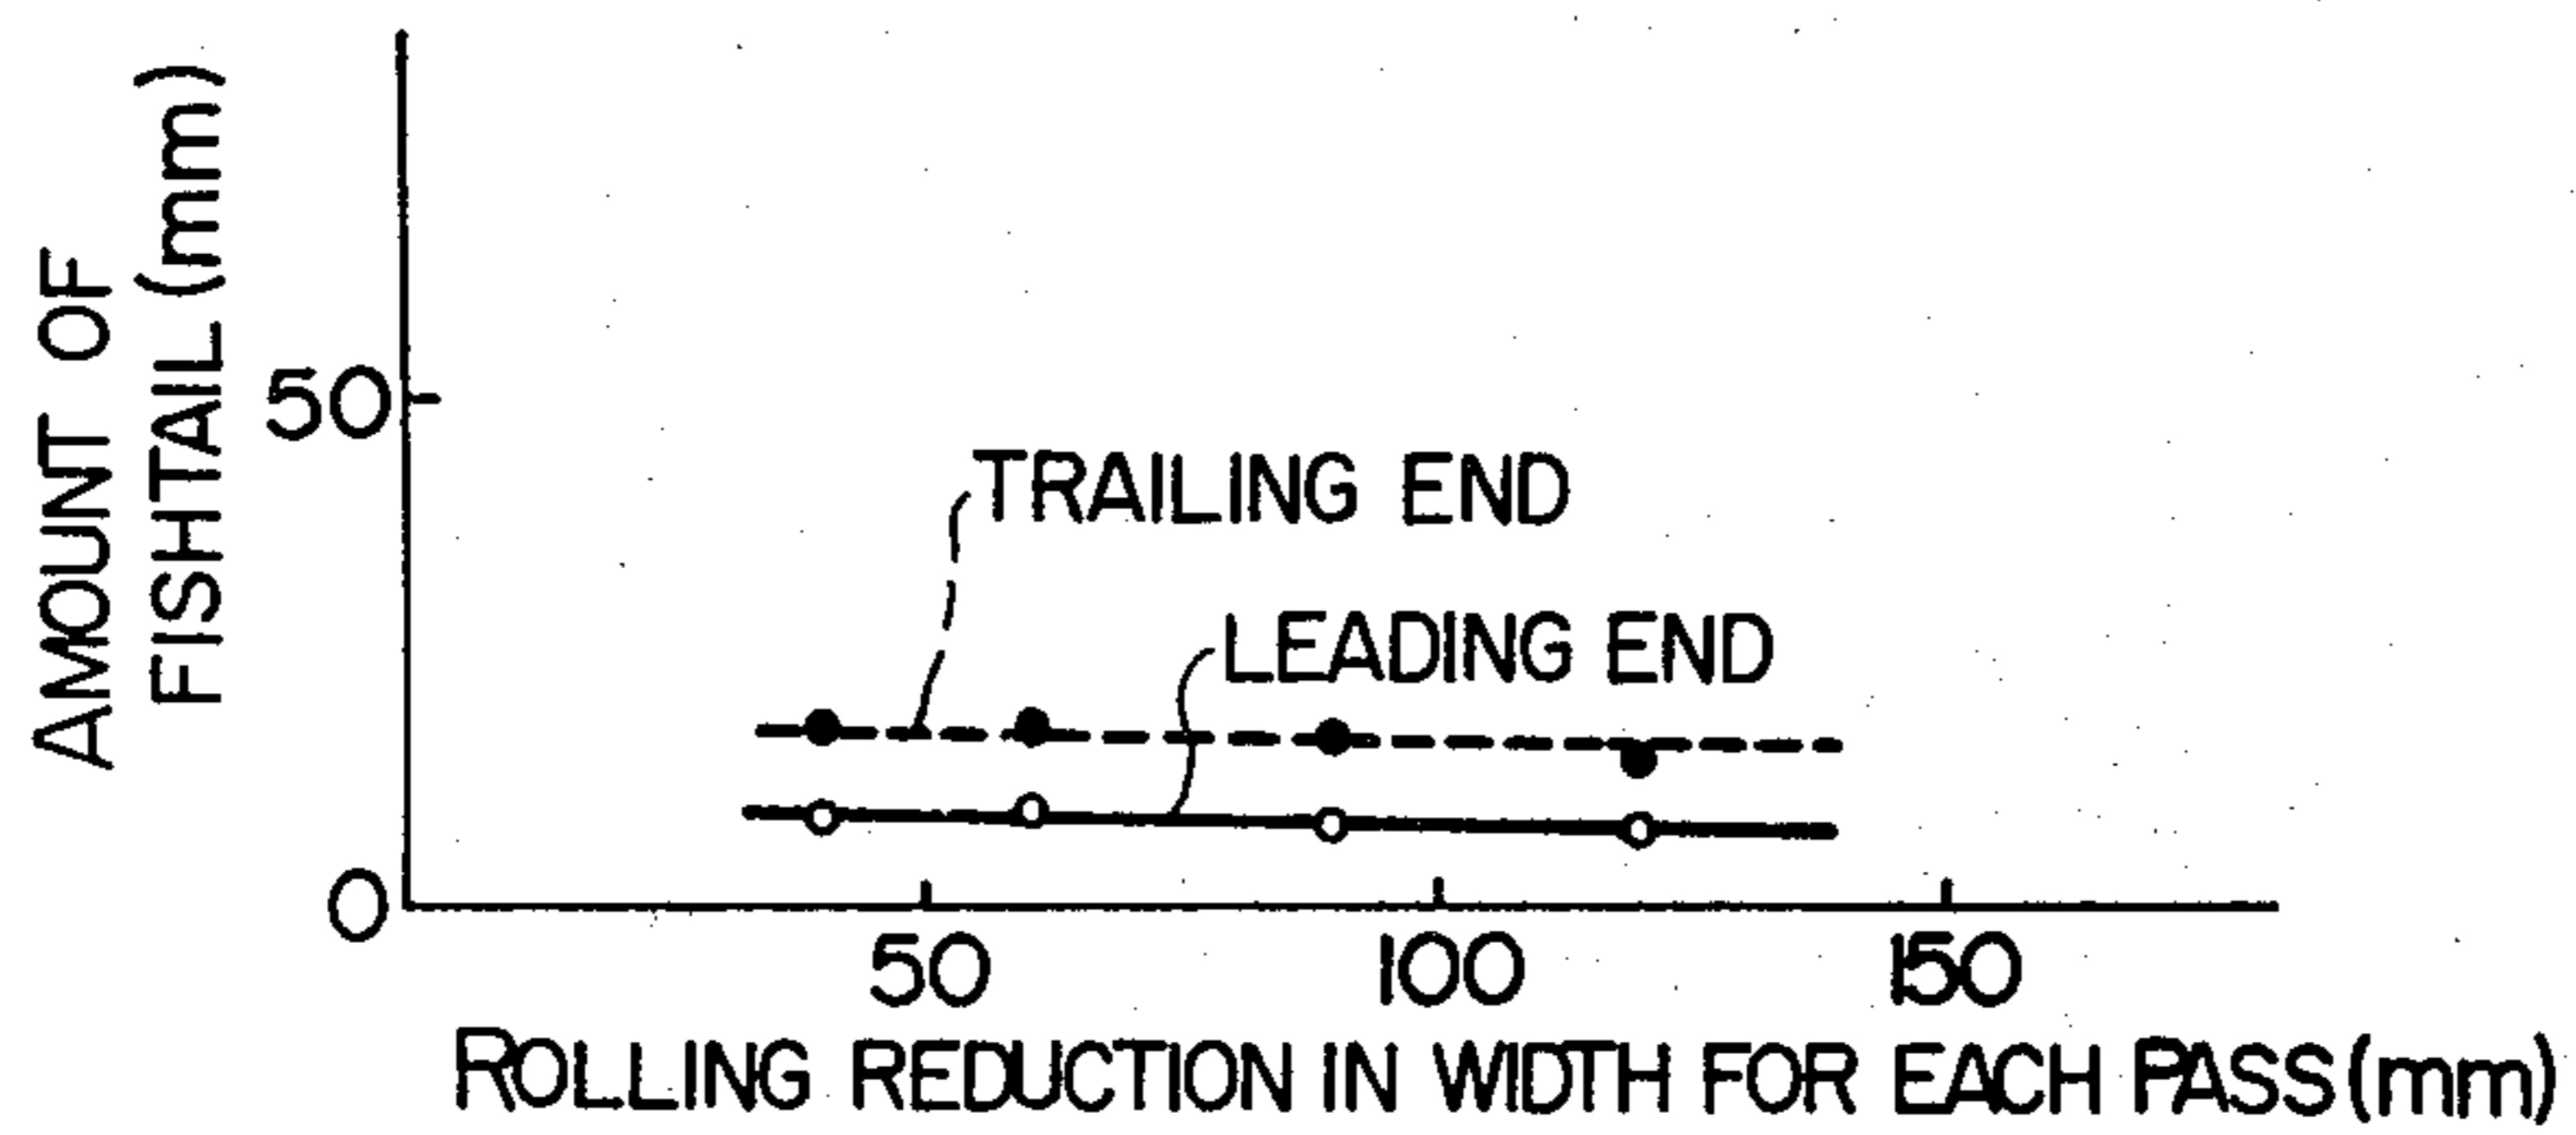 AMOUNT OF
FISHTAIL (mm)
50
TRAILING END
LEADING END
0
50 100 150
ROLLING REDUCTION IN WIDTH FOR EACH PASS (mm)